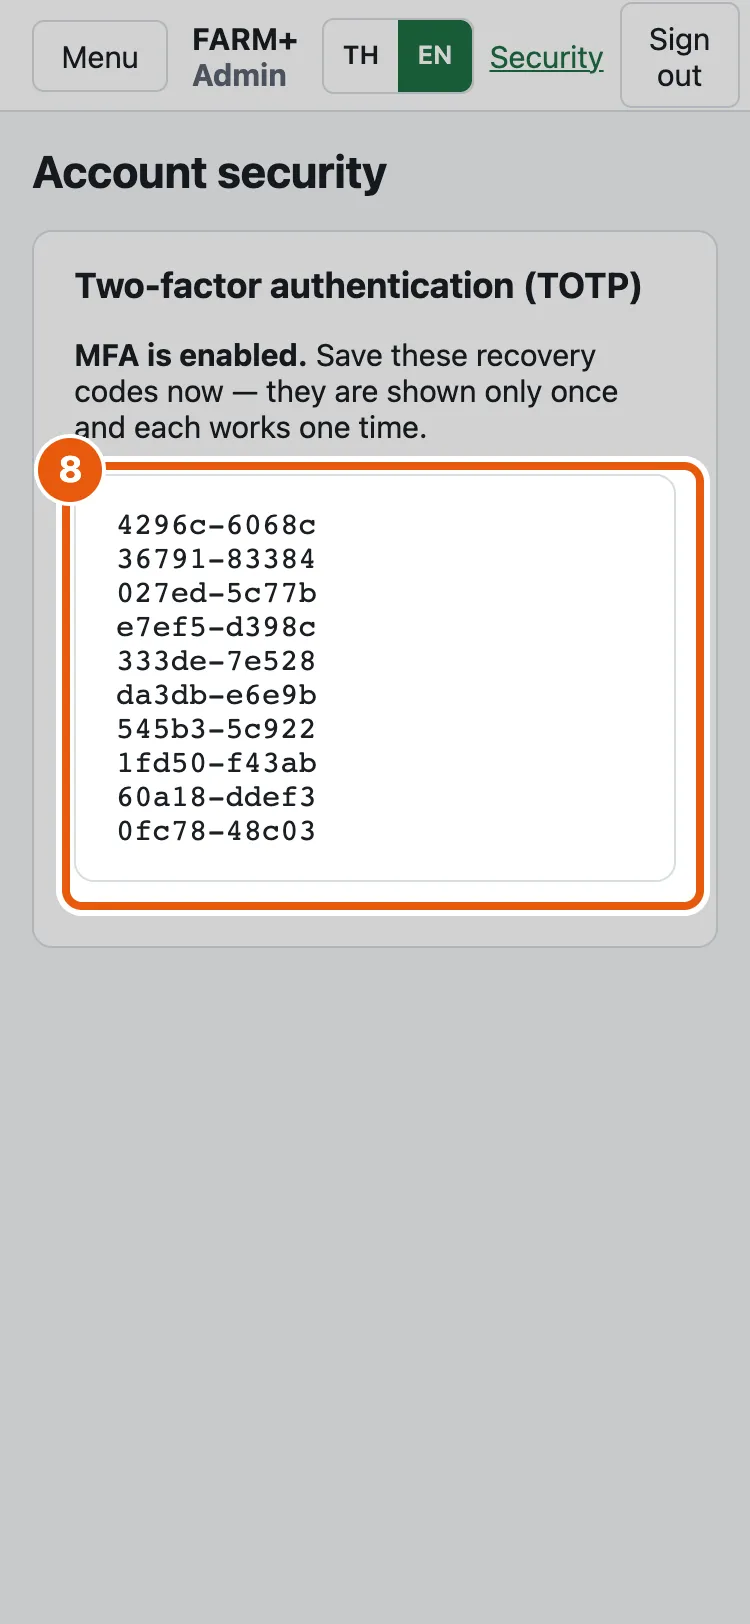 Menu
FARM+
Admin
TH
EN
Security
Sign
out
Account security
Two-factor authentication (TOTP)
MFA is enabled. Save these recovery
codes now — they are shown only once
and each works one time.
8
4296c-6068c
36791-83384
027ed-5c77b
e7ef5-d398c
333de-7e528
da3db-e6e9b
545b3-5c922
1fd50-f43ab
60a18-ddef3
0fc78-48c03